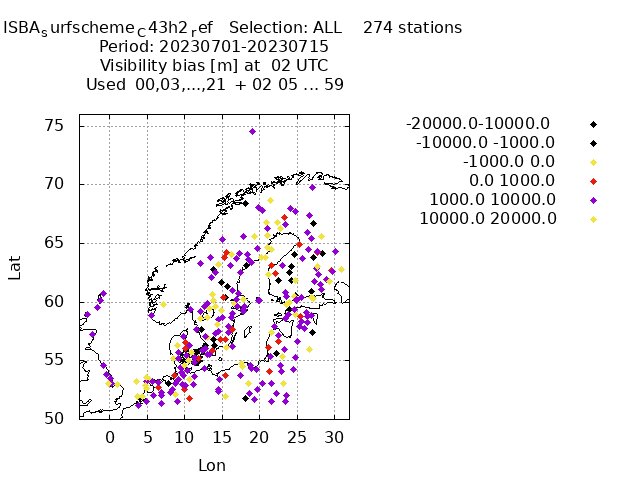 ISBAsurfschemeC43h2ref Selection: ALL 274 stations
Period: 20230701-20230715
Visibility bias [m] at 02 UTC
Used 00,03,...,21 + 02 05 ... 59
-20000.0-10000.0
-10000.0 -1000.0
-1000.0 0.0
0.0 1000.0
1000.0 10000.0
10000.0 20000.0
75
70
65
60
55
50
Lat
0 5 10 15 20 25 30
Lon